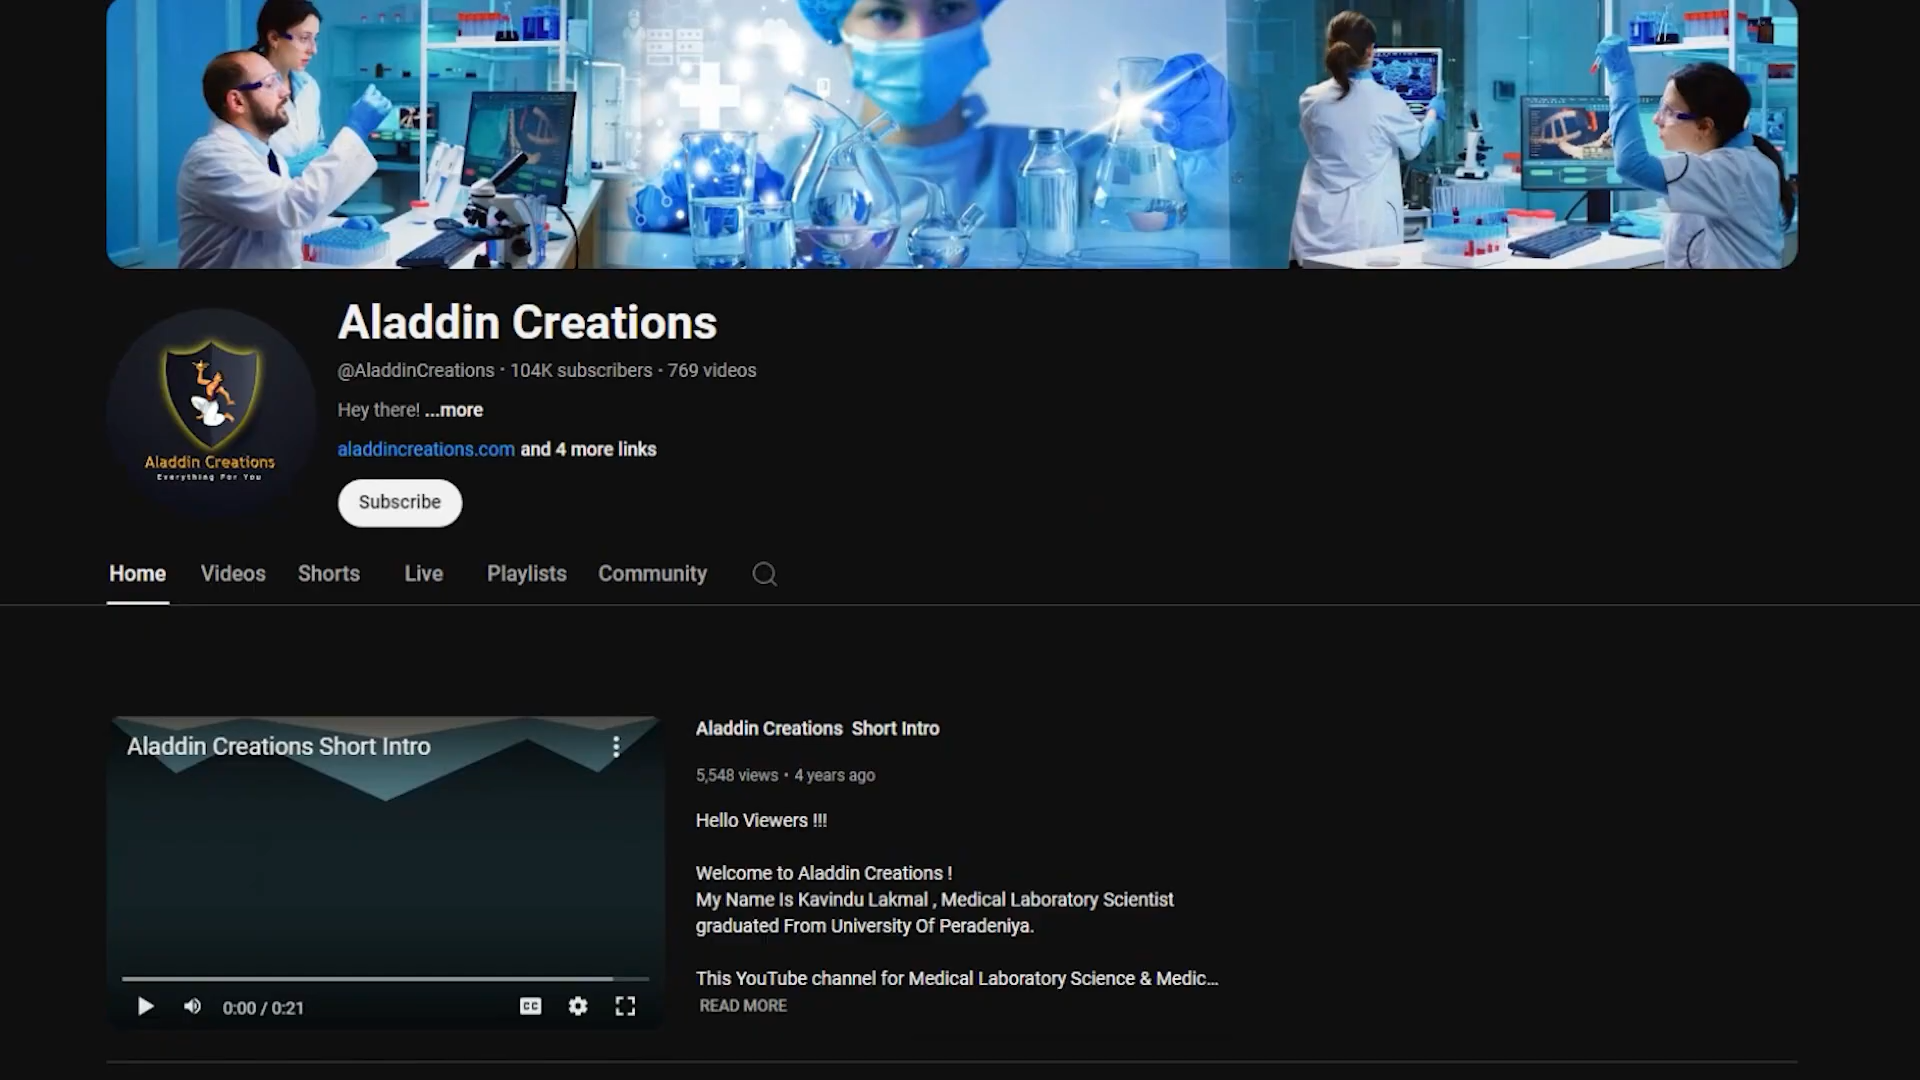 Aladdin Creations
@AladdinCreations • 104K subscribers • 769 videos
Hey there! ...more
aladdincreations.com and 4 more links
Subscribe
Aladdin Creations
Everything For You
Home Videos Shorts Live Playlists Community
Aladdin Creations Short Intro
0:00 / 0:21
CC
Aladdin Creations Short Intro
5,548 views • 4 years ago
Hello Viewers !!!
Welcome to Aladdin Creations !
My Name Is Kavindu Lakmal , Medical Laboratory Scientist
graduated From University Of Peradeniya.
This YouTube channel for Medical Laboratory Science & Medic...
READ MORE